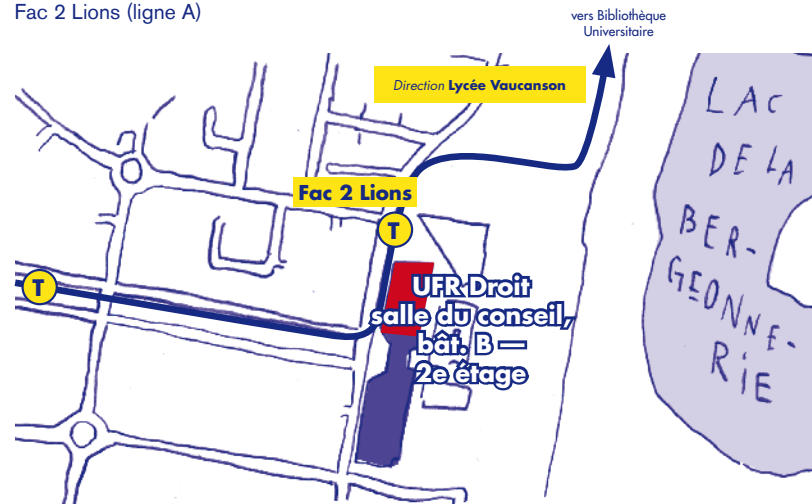 Fac 2 Lions (ligne A)
vers Bibliothèque
Universitaire
Direction Lycée Vaucanson
LAC
DE LA
BER-
GEONNE-
RiE
Fac 2 Lions
T
T
UFR Droit
salle du conseil,
bât. B —
2e étage